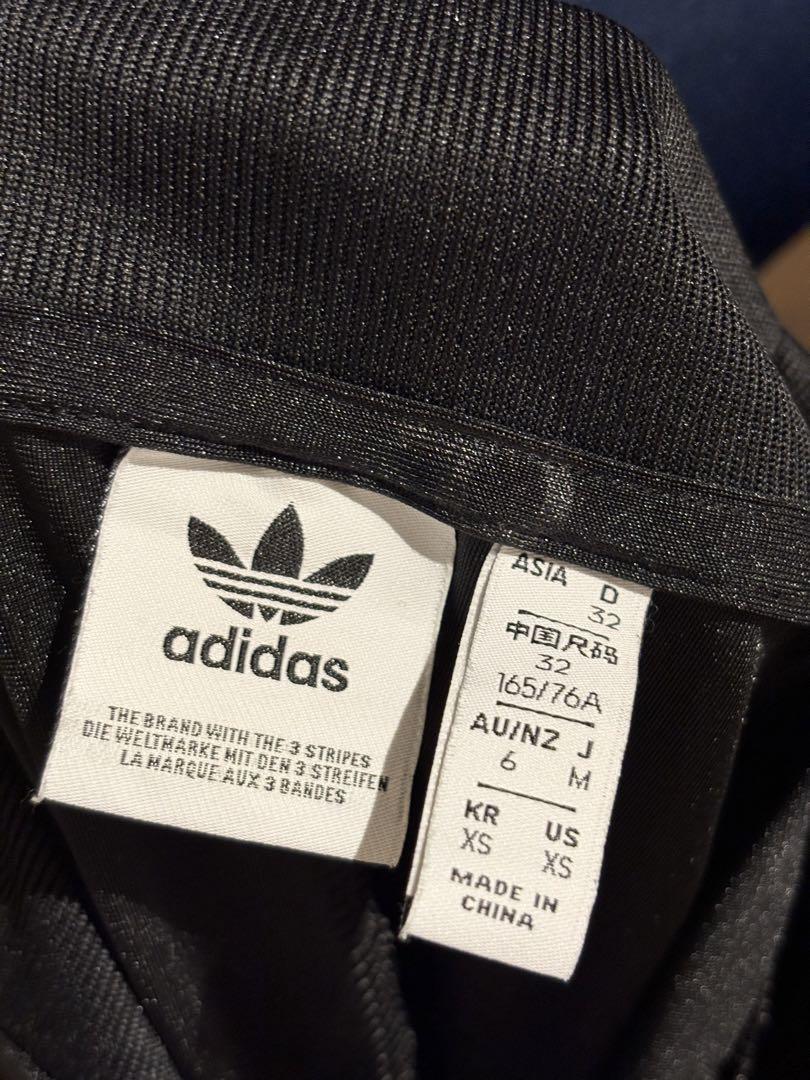 adidas
THE BRAND WITH THE 3 STRIPES
DIE WELTMARKE MIT DEN 3 STREIFEN
LA MARQUE AUX 3 BANDES
ASIA D
32
中国尺码
32
165/76A
AU/NZ J
6 M
KR US
XS XS
MADE IN
CHINA